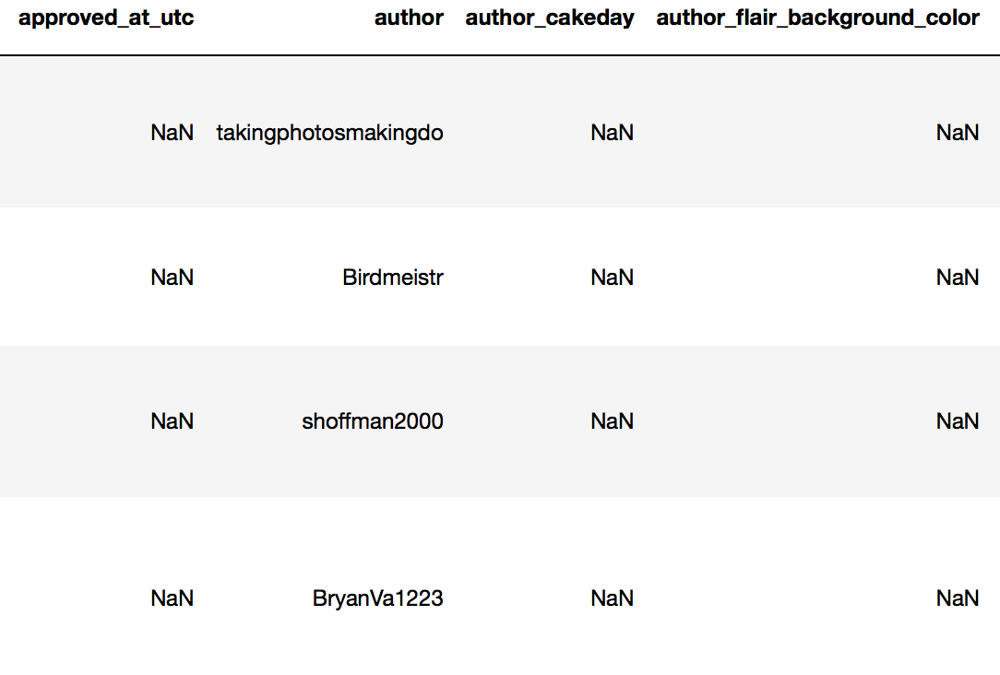 approved_at_utc author author_cakeday author_flair_background_color
NaN takingphotosmakingdo NaN NaN
NaN Birdmeistr NaN NaN
NaN shoffman2000 NaN NaN
NaN BryanVa1223 NaN NaN